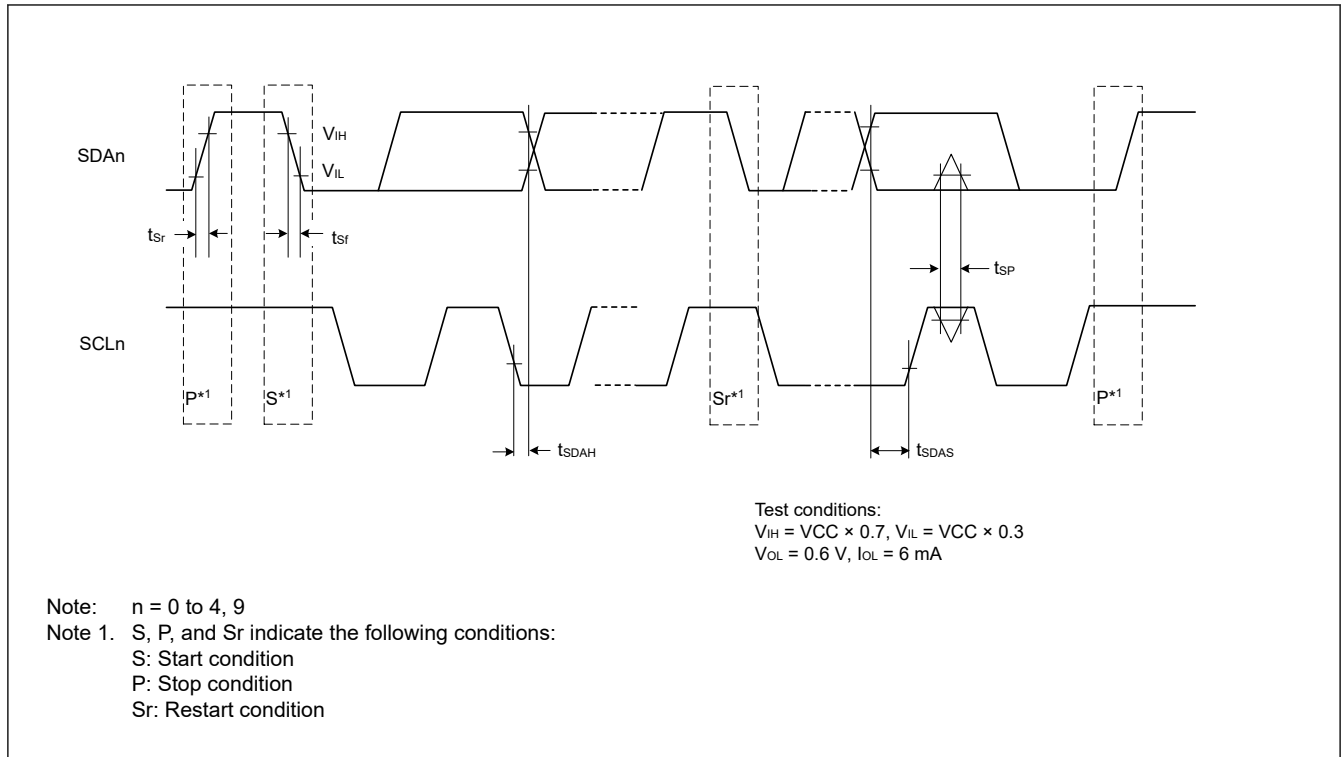 SDAn
VIH
VIL
tSr
tSf
tSP
SCLn
P*1
S*1
Sr*1
P*1
tSDAH
tSDAS
Test conditions:
VIH = VCC × 0.7, VIL = VCC × 0.3
VOL = 0.6 V, IOL = 6 mA
Note: n = 0 to 4, 9
Note 1. S, P, and Sr indicate the following conditions:
S: Start condition
P: Stop condition
Sr: Restart condition